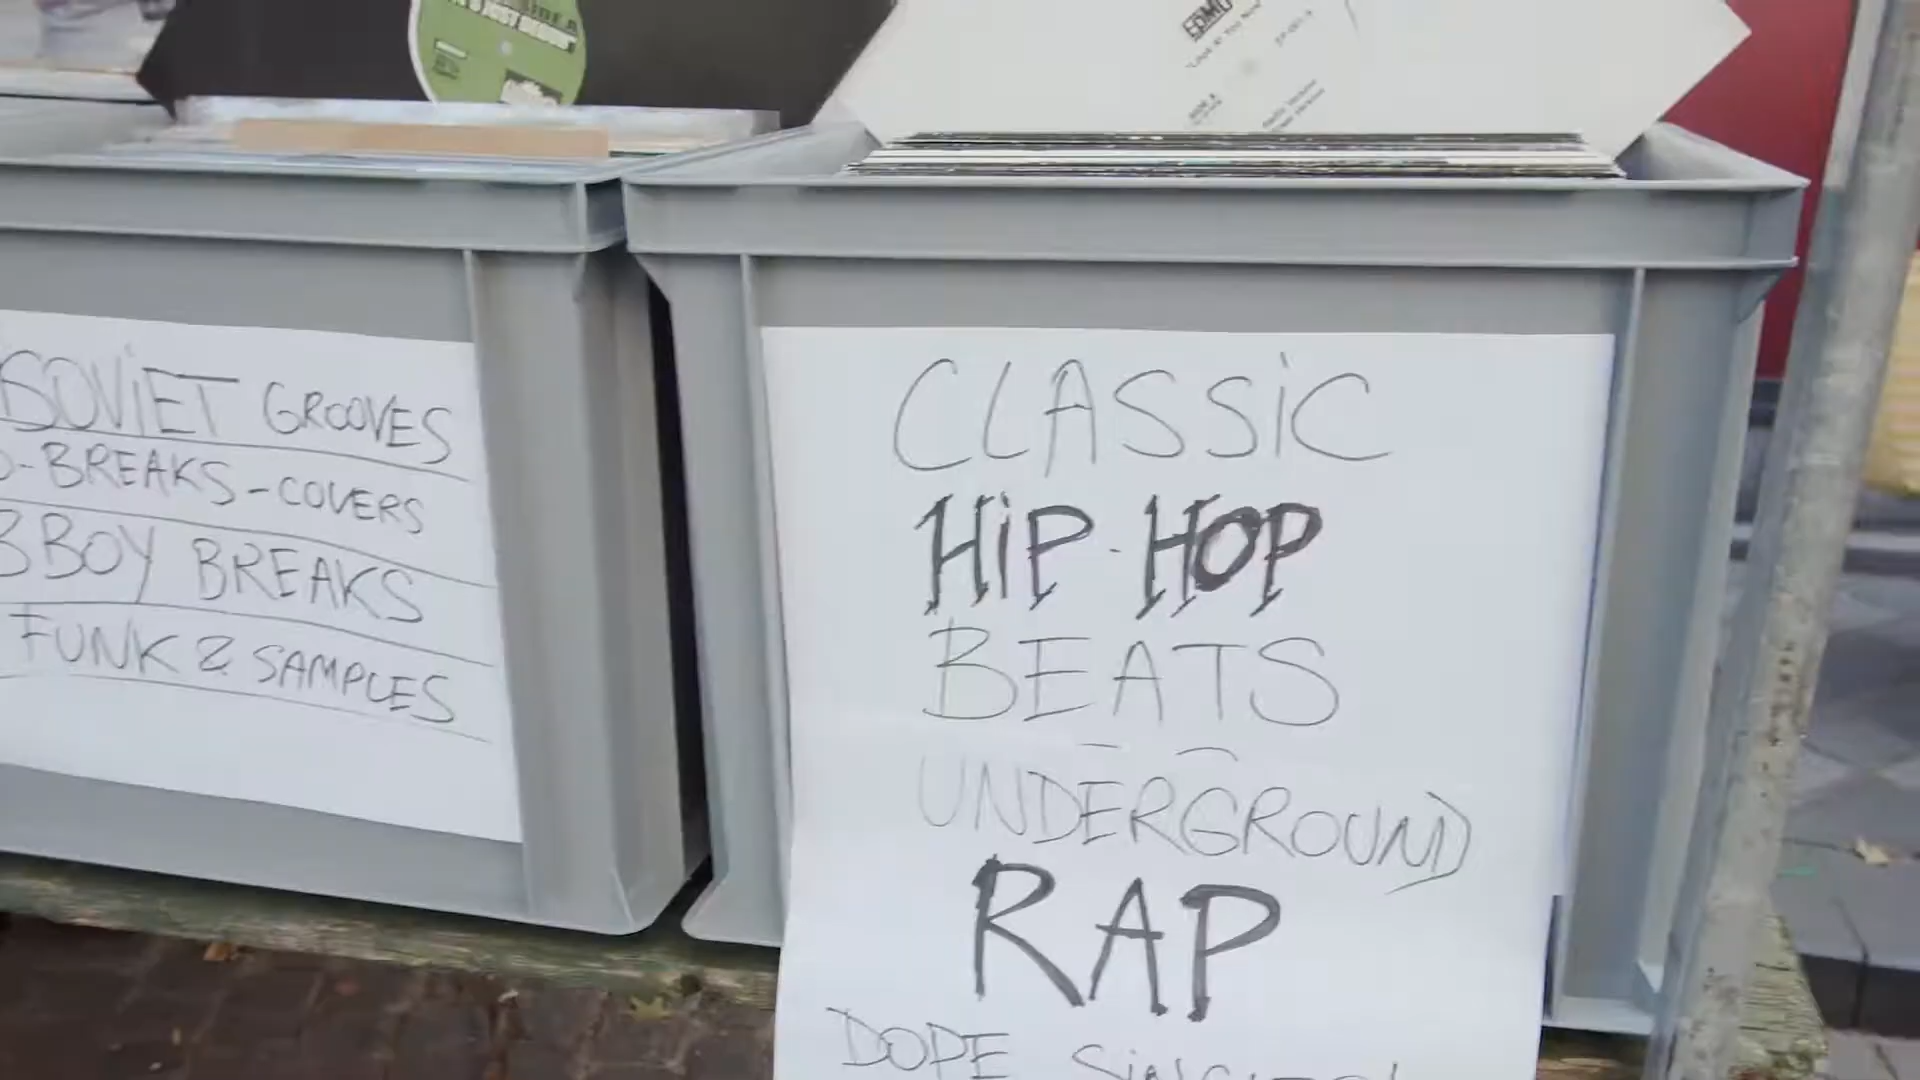 SOVIET GROOVES
-BREAKS-COVERS
BBOY BREAKS
FUNK & SAMPLES
CLASSIC
HIP-HOP
BEATS
UNDERGROUND
RAP
DOPE